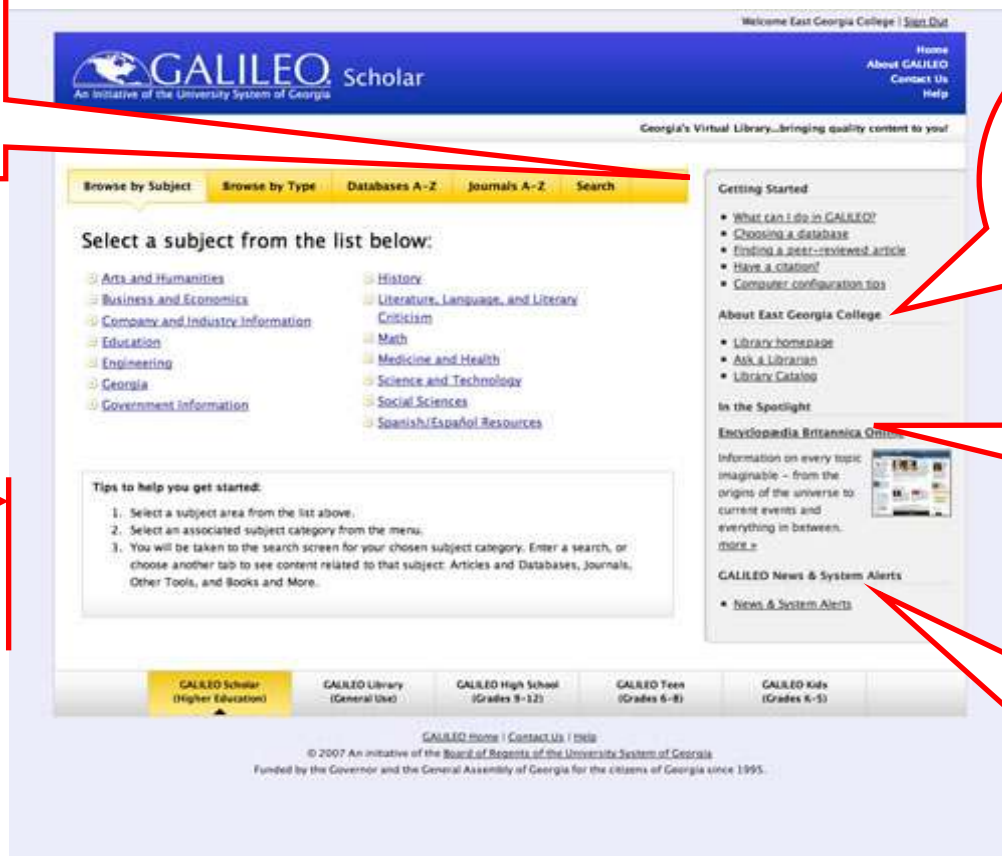 Welcome East Georgia College | Sign Out
GALILEO Scholar
An Initiative of the University System of Georgia
Home
About GALILEO
Contact Us
Help
Georgia's Virtual Library...bringing quality content to you!
Browse by Subject Browse by Type Databases A-Z Journals A-Z Search
Select a subject from the list below:
Arts and Humanities
Business and Economics
Company and Industry Information
Education
Engineering
Georgia
Government Information
History
Literature, Language, and Literary
Criticism
Math
Medicine and Health
Science and Technology
Social Sciences
Spanish/Español Resources
Tips to help you get started:
1. Select a subject area from the list above.
2. Select an associated subject category from the menu.
3. You will be taken to the search screen for your chosen subject category. Enter a search, or
choose another tab to see content related to that subject: Articles and Databases, Journals,
Other Tools, and Books and More.
Getting Started
• What can I do in GALILEO?
• Choosing a database
• Finding a peer-reviewed article
• Have a citation?
• Computer configuration tips
About East Georgia College
• Library homepage
• Ask a Librarian
• Library Catalog
In the Spotlight
Encyclopædia Britannica Online
Information on every topic
imaginable – from the
origins of the universe to
current events and
everything in between.
more »
GALILEO News & System Alerts
• News & System Alerts
GALILEO Scholar
(Higher Education)
GALILEO Library
(General Use)
GALILEO High School
(Grades 9-12)
GALILEO Teen
(Grades 6-8)
GALILEO Kids
(Grades K-5)
GALILEO Home | Contact Us | Help
© 2007 An initiative of the Board of Regents of the University System of Georgia
Funded by the Governor and the General Assembly of Georgia for the citizens of Georgia since 1995.